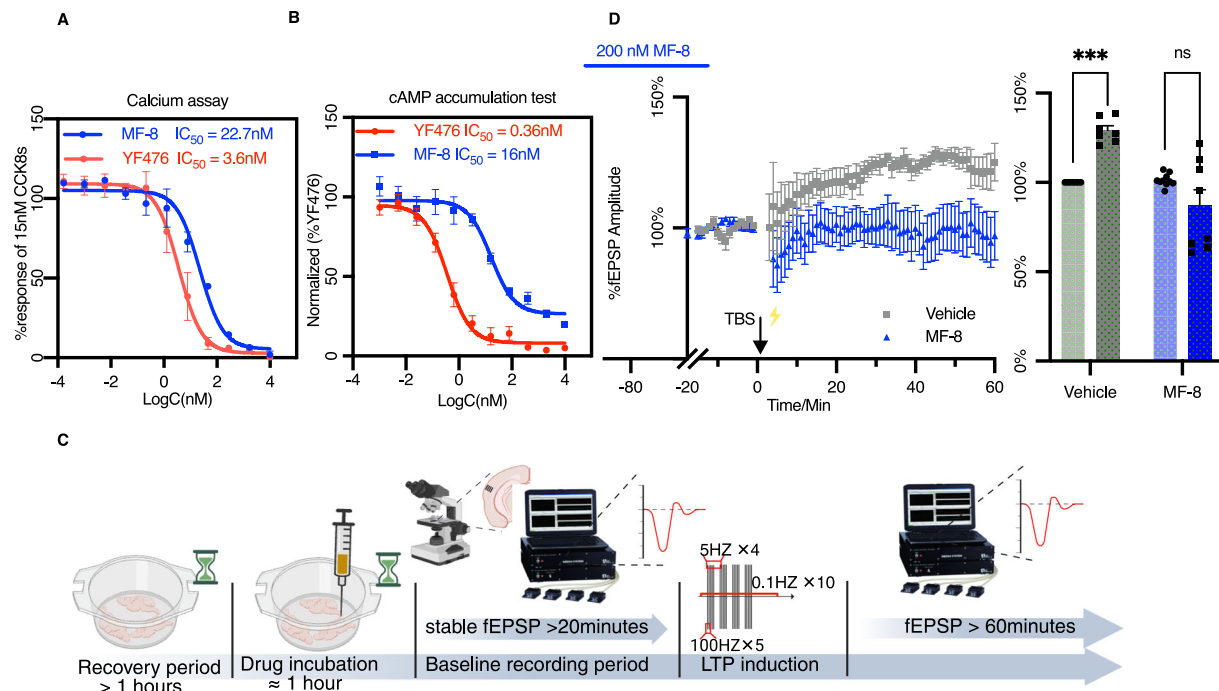 A
Calcium assay
%response of 15nM CCK8s
150
100
50
0
MF-8 IC50 = 22.7nM
YF476 IC50 = 3.6nM
-4 -2 0 2 4
LogC(nM)
B
cAMP accumulation test
Normalized (%YF476)
150
100
50
0
YF476 IC50 = 0.36nM
MF-8 IC50 = 16nM
-4 -2 0 2 4
LogC(nM)
D
200 nM MF-8
%fEPSP Amplitude
150%
100%
TBS
Vehicle
MF-8
-80 -20 0 20 40 60
Time/Min
*** ns
150%
100%
50%
0%
Vehicle MF-8
C
5HZ ×4
0.1HZ ×10
100HZ×5
stable fEPSP >20minutes
fEPSP > 60minutes
Recovery period
> 1 hours
Drug incubation
≈ 1 hour
Baseline recording period
LTP induction